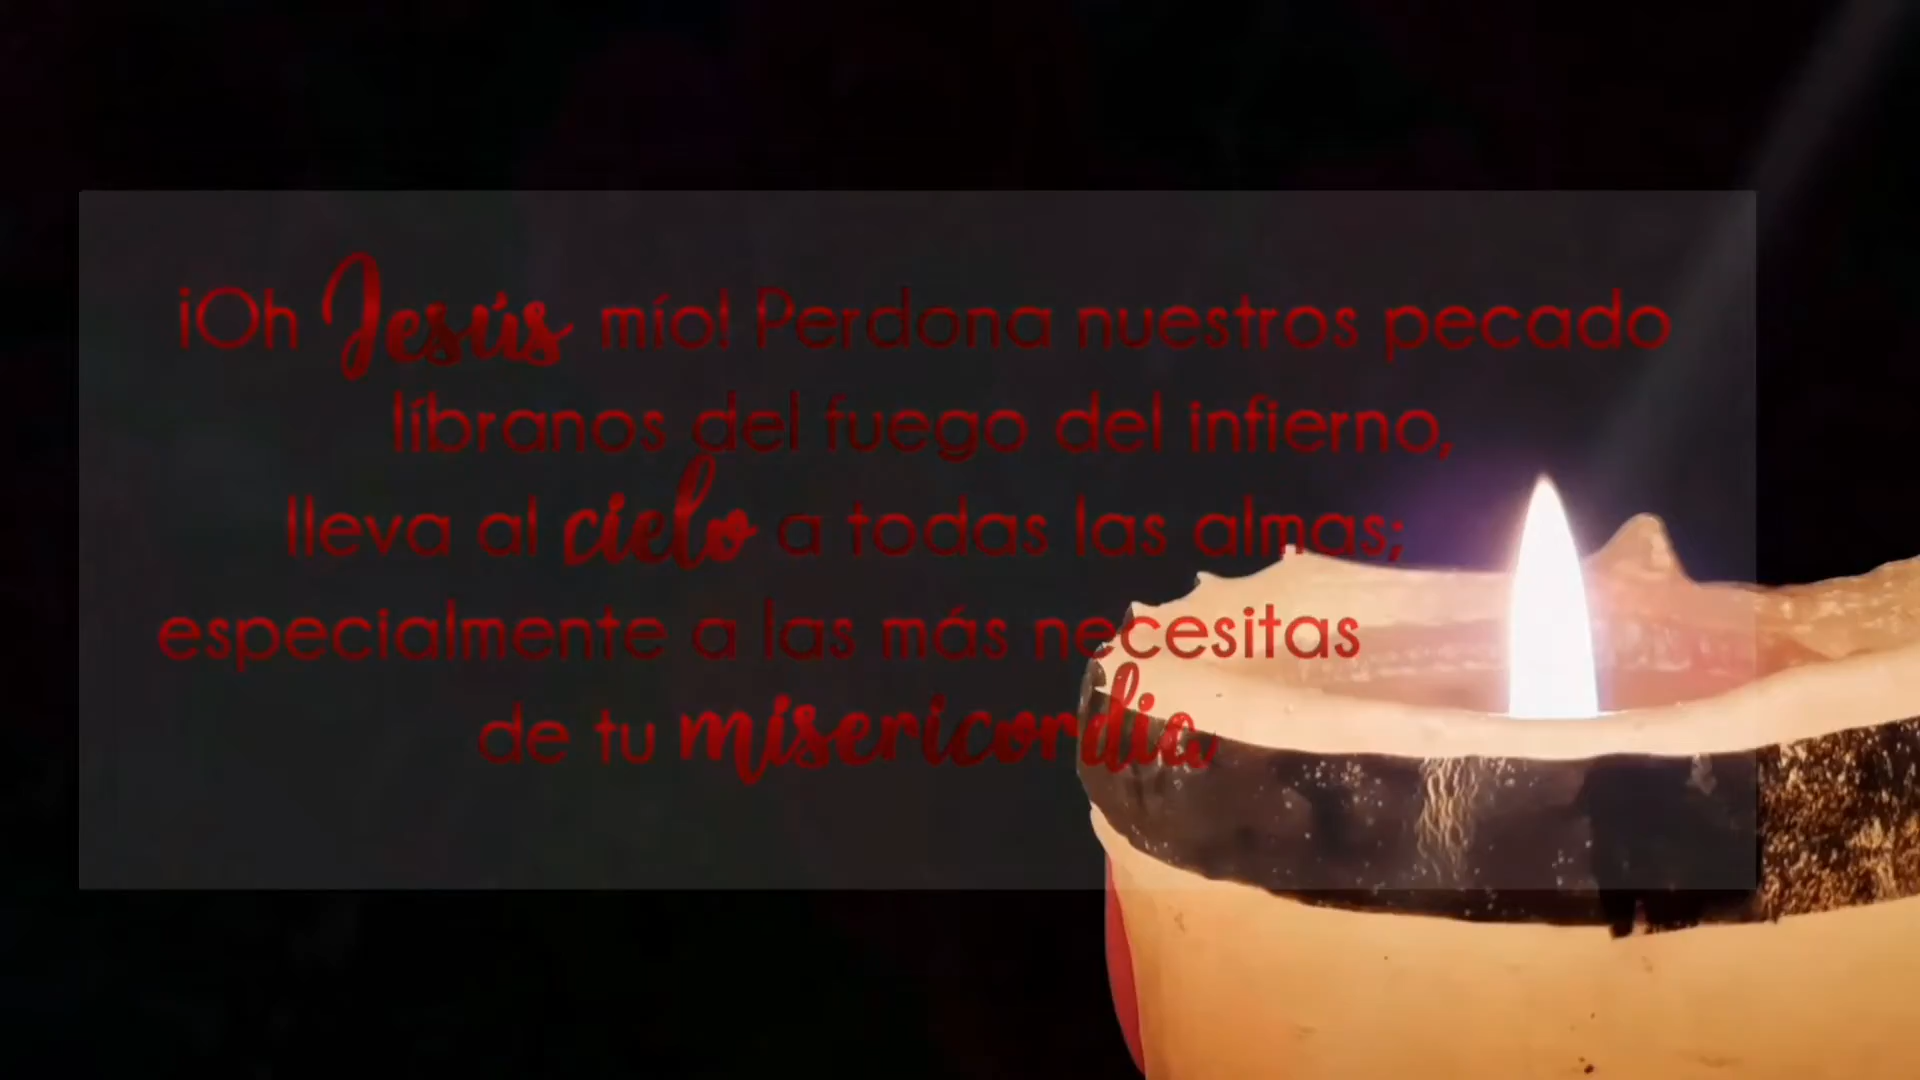 ¡Oh Jesús mío! Perdona nuestros pecado
líbranos del fuego del infierno,
lleva al cielo a todas las almas;
especialmente a las más necesitas
de tu misericordia